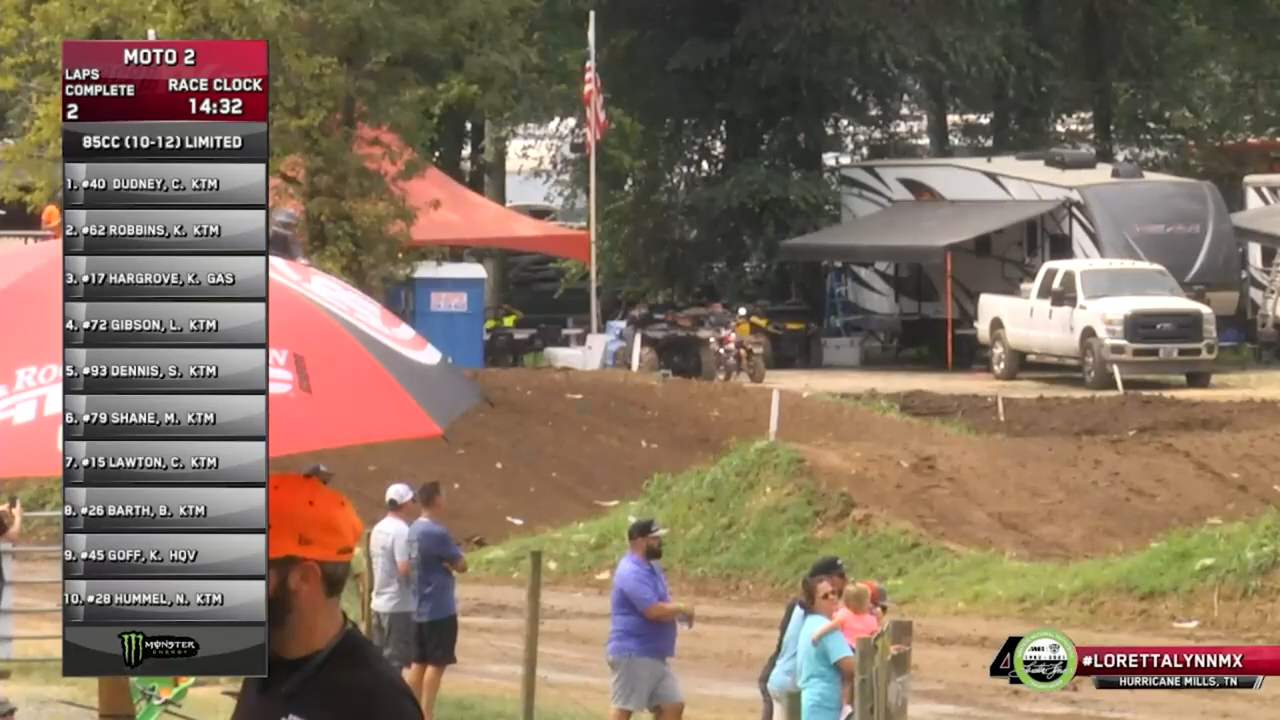 MOTO 2
LAPS COMPLETE
2
RACE CLOCK
14:32
85CC (10-12) LIMITED
1. #40 DUDNEY, C. KTM
2. #62 ROBBINS, K. KTM
3. #17 HARGROVE, K. GAS
4. #72 GIBSON, L. KTM
5. #93 DENNIS, S. KTM
6. #79 SHANE, M. KTM
7. #15 LAWTON, C. KTM
8. #26 BARTH, B. KTM
9. #45 GOFF, K. HQV
10. #28 HUMMEL, N. KTM
MONSTER
ENERGY
#LORETTALYNNMX
HURRICANE MILLS, TN